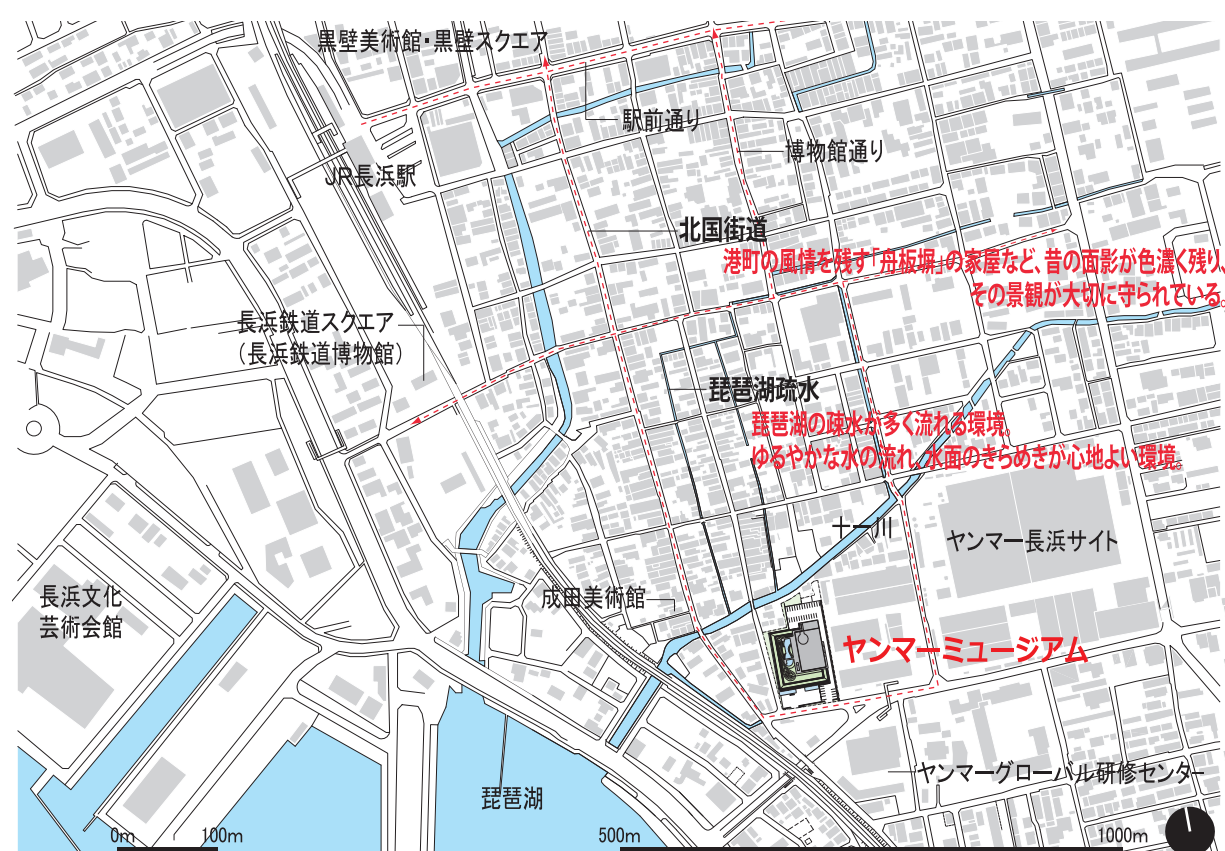 黒壁美術館・黒壁スクエア
駅前通り
博物館通り
JR長浜駅
北国街道
港町の風情を残す「舟板塀」の家屋など、昔の面影が色濃く残り、
その景観が大切に守られている。
長浜鉄道スクエア
（長浜鉄道博物館）
琵琶湖疏水
琵琶湖の疎水が多く流れる環境。
ゆるやかな水の流れ、水面のきらめきが心地よい環境。
十一川
ヤンマー長浜サイト
長浜文化
芸術会館
成田美術館
ヤンマーミュージアム
ヤンマーグローバル研修センター
琵琶湖
0m
100m
500m
1000m